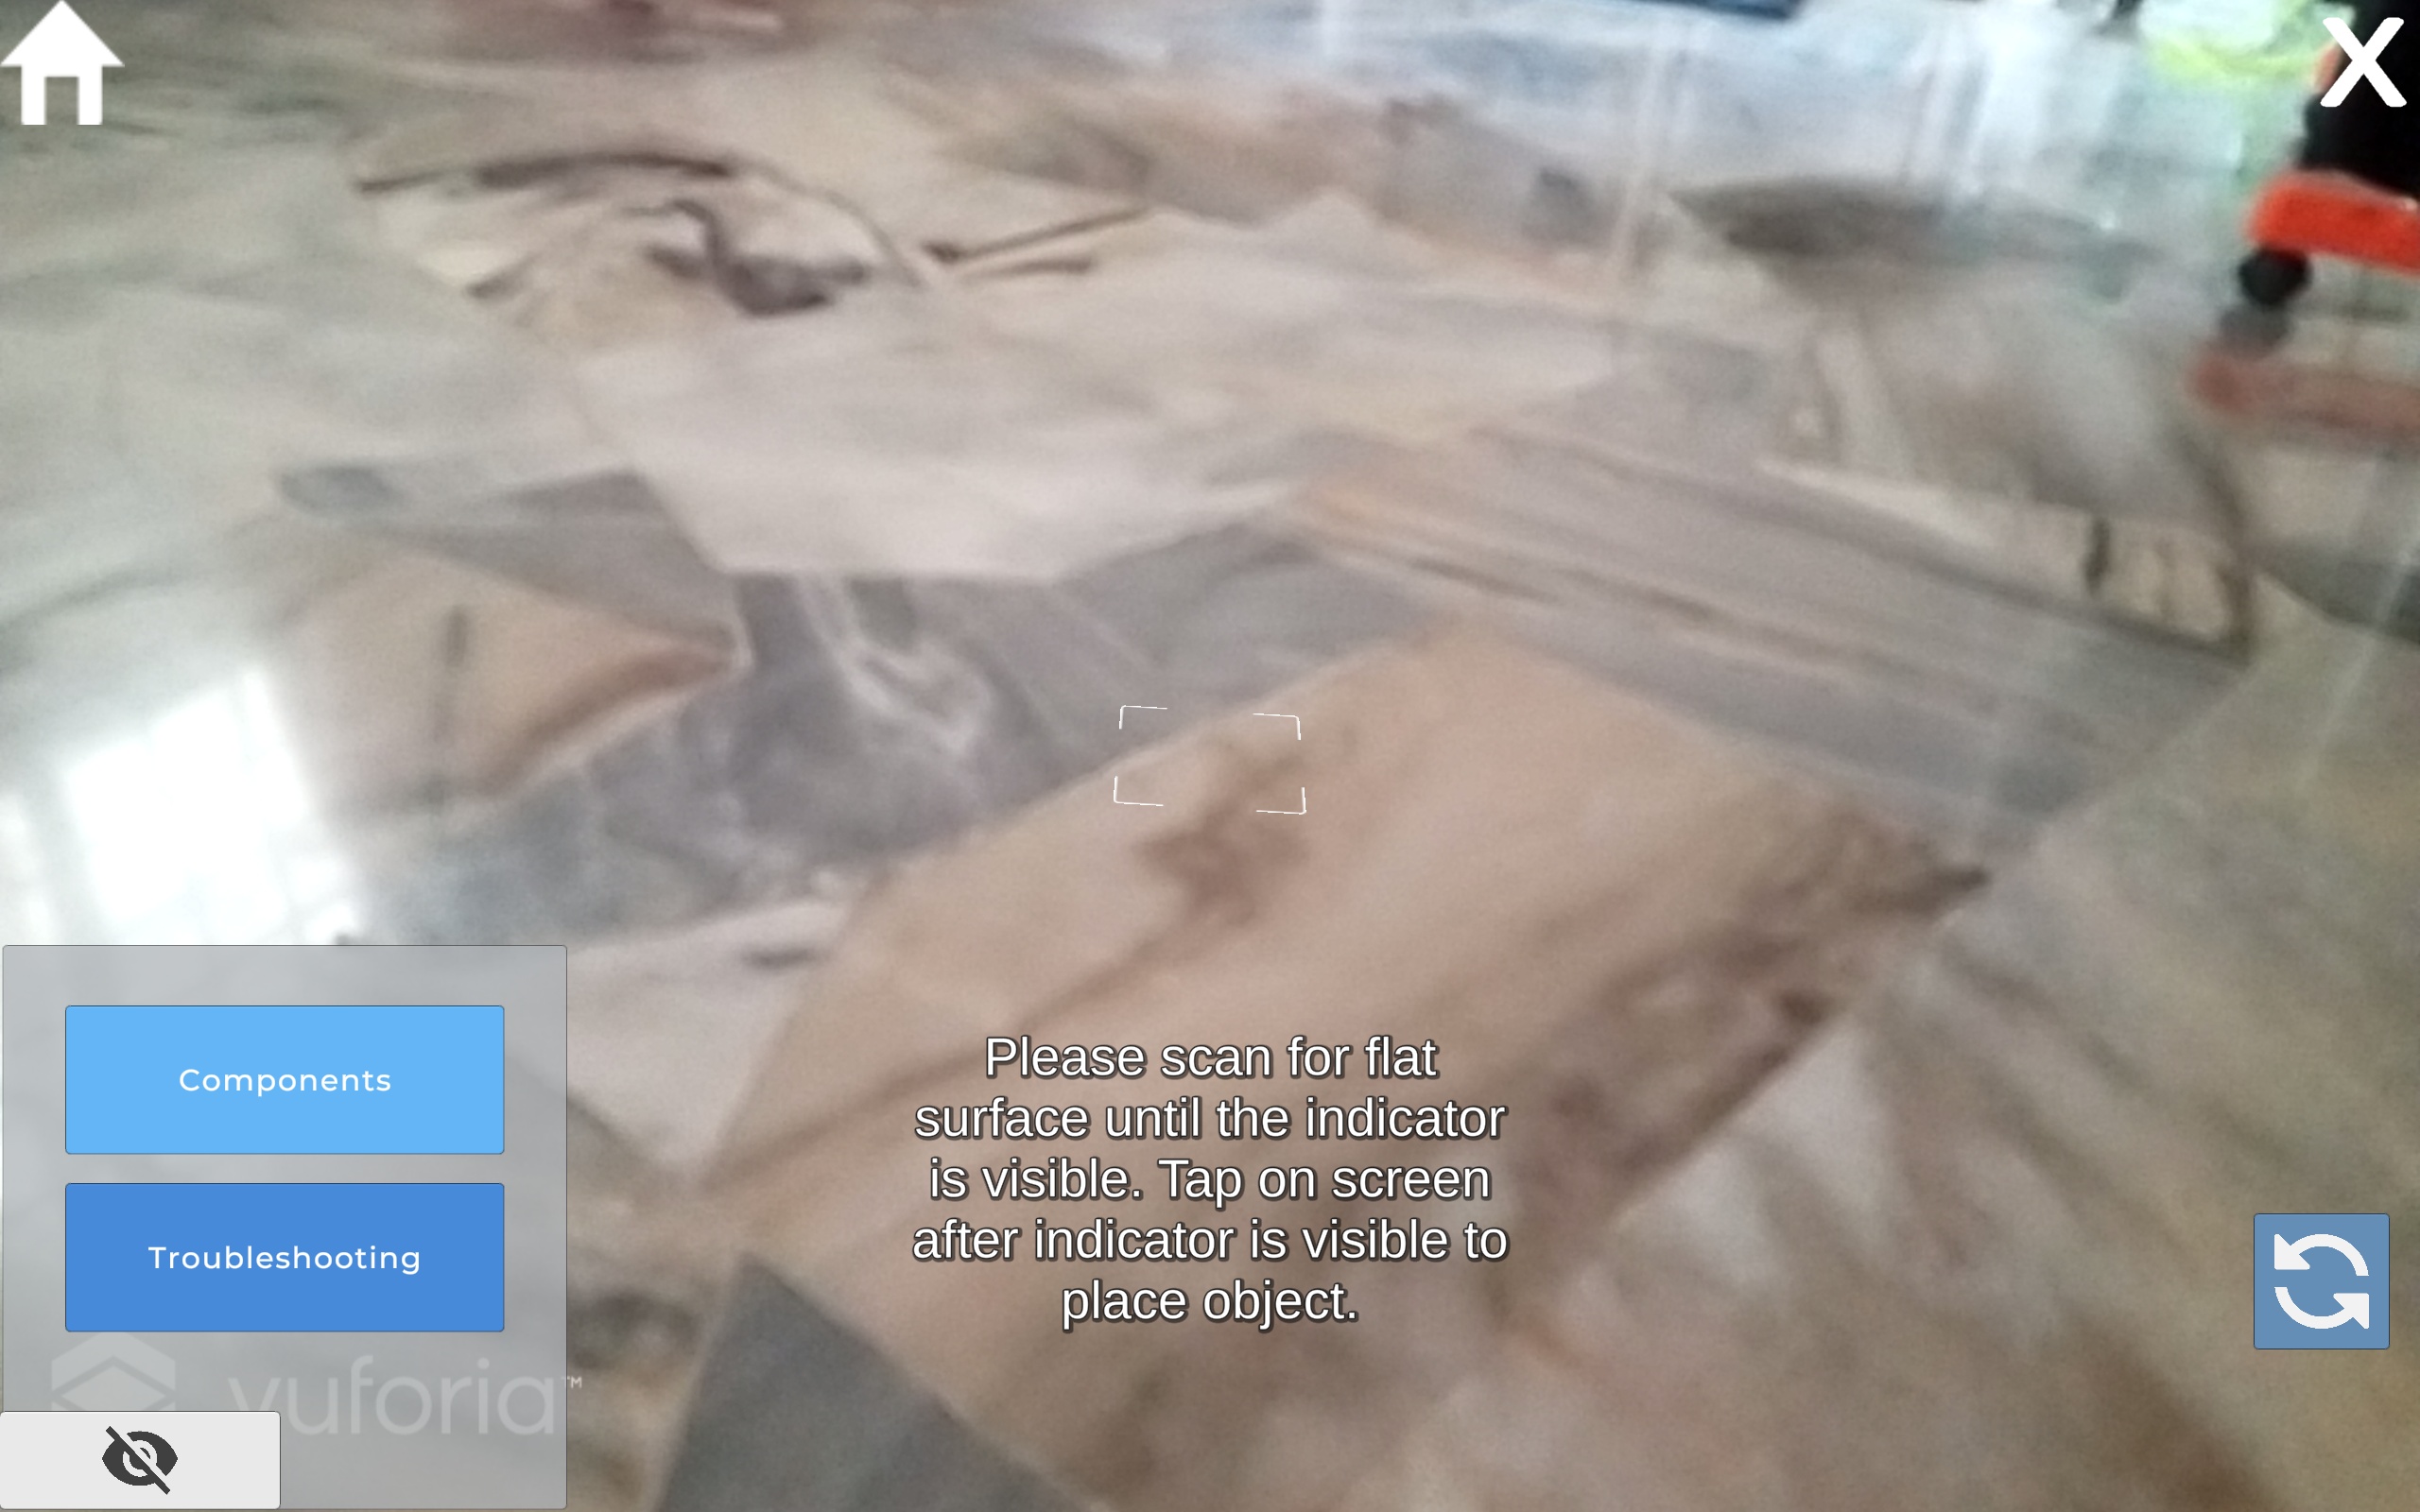 X
Components
Troubleshooting
Please scan for flat
surface until the indicator
is visible. Tap on screen
after indicator is visible to
place object.
vuforia™